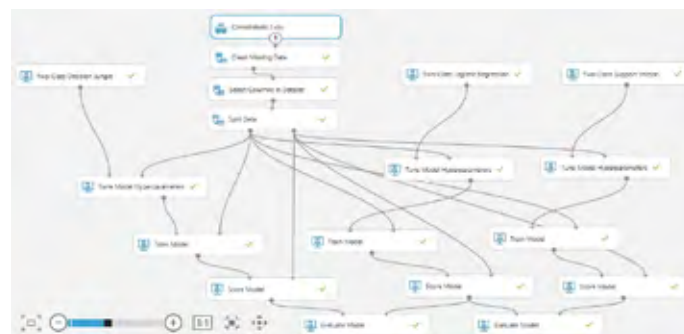 Clean Missing Data
Two-Class Decision Jungle
Two-Class Logistic Regression
Two-Class Support Vector
Select Columns in Dataset
Split Data
Tune Model Hyperparameters
Tune Model Hyperparameters
Tune Model Hyperparameters
Train Model
Train Model
Train Model
Score Model
Score Model
Score Model
Evaluate Model
Evaluate Model
1:1